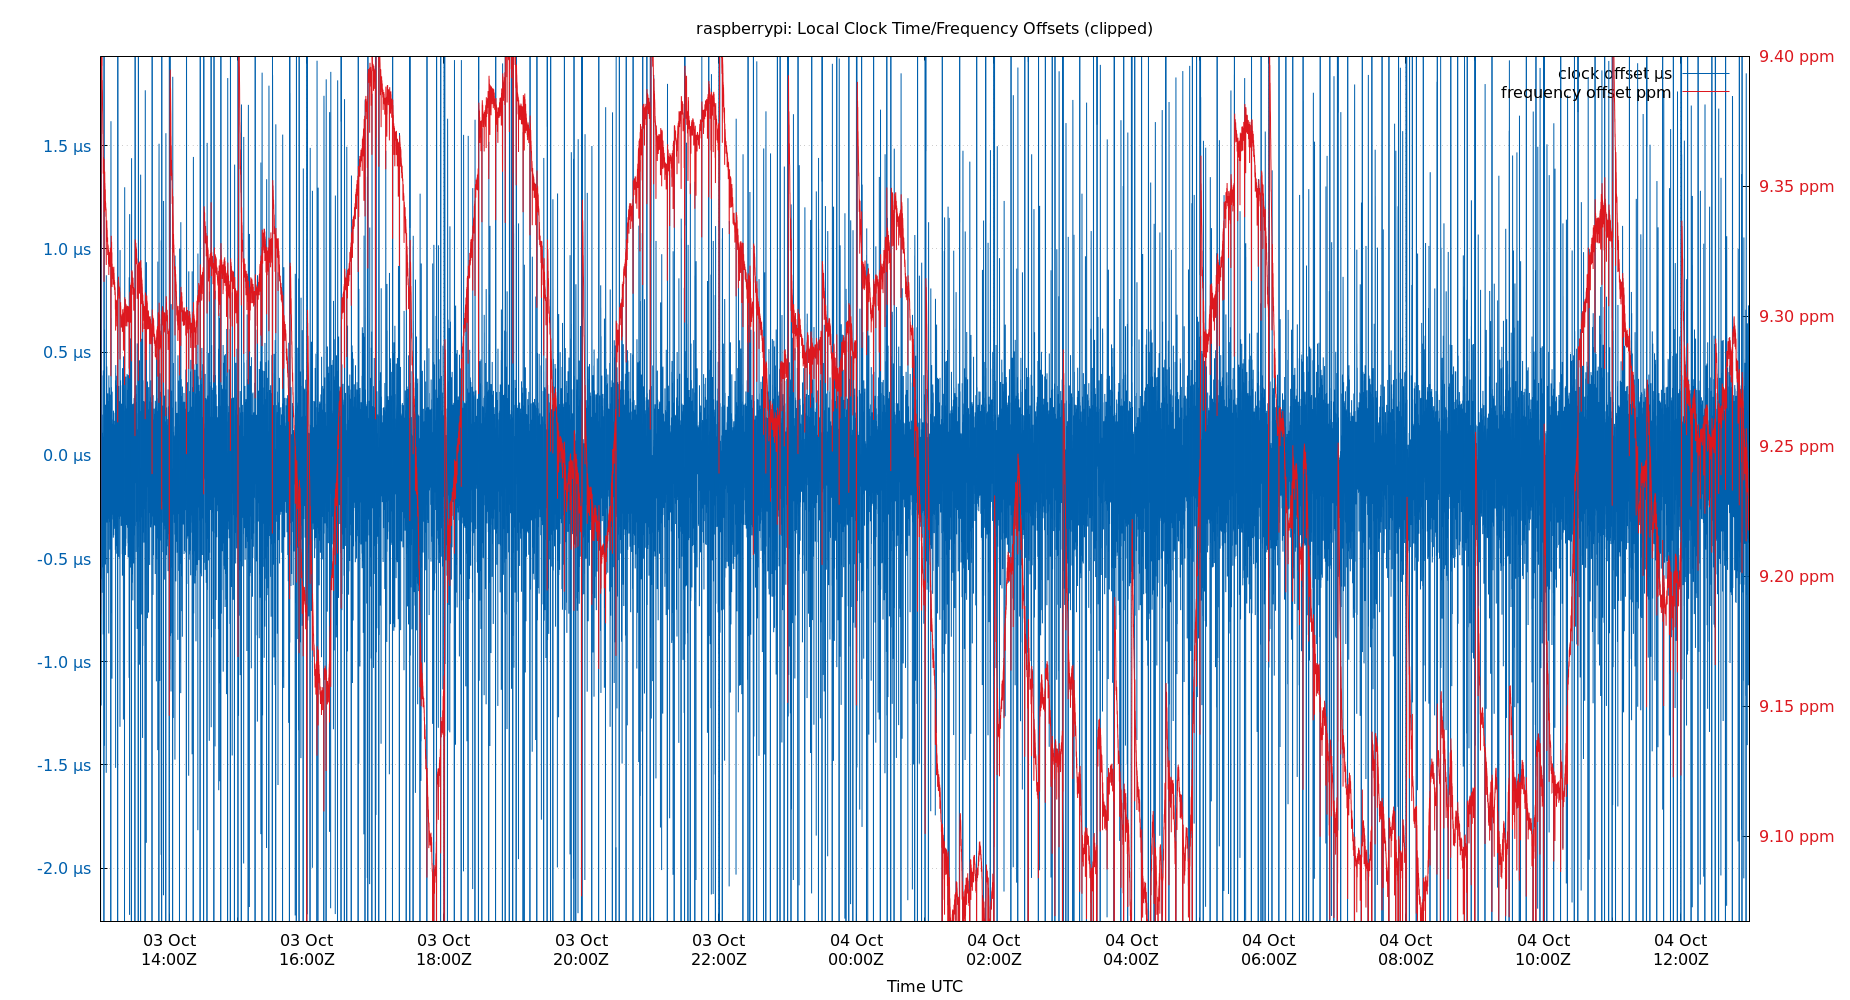 raspberrypi: Local Clock Time/Frequency Offsets (clipped)
9.40 ppm
clock offset µs
frequency offset ppm
1.5 µs
9.35 ppm
1.0 µs
9.30 ppm
0.5 µs
0.0 µs
9.25 ppm
-0.5 µs
9.20 ppm
-1.0 µs
9.15 ppm
-1.5 µs
9.10 ppm
-2.0 µs
03 Oct 03 Oct 03 Oct 03 Oct 03 Oct 04 Oct 04 Oct 04 Oct 04 Oct 04 Oct 04 Oct 04 Oct
14:00Z 16:00Z 18:00Z 20:00Z 22:00Z 00:00Z 02:00Z 04:00Z 06:00Z 08:00Z 10:00Z 12:00Z
Time UTC